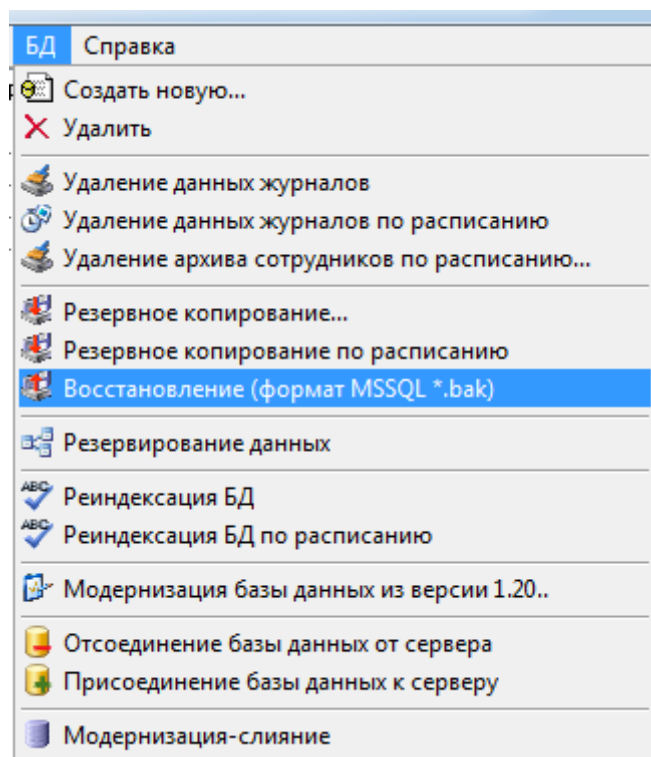 БД Справка
Создать новую...
Удалить
Удаление данных журналов
Удаление данных журналов по расписанию
Удаление архива сотрудников по расписанию...
Резервное копирование...
Резервное копирование по расписанию
Восстановление (формат MSSQL *.bak)
Резервирование данных
Реиндексация БД
Реиндексация БД по расписанию
Модернизация базы данных из версии 1.20..
Отсоединение базы данных от сервера
Присоединение базы данных к серверу
Модернизация-слияние